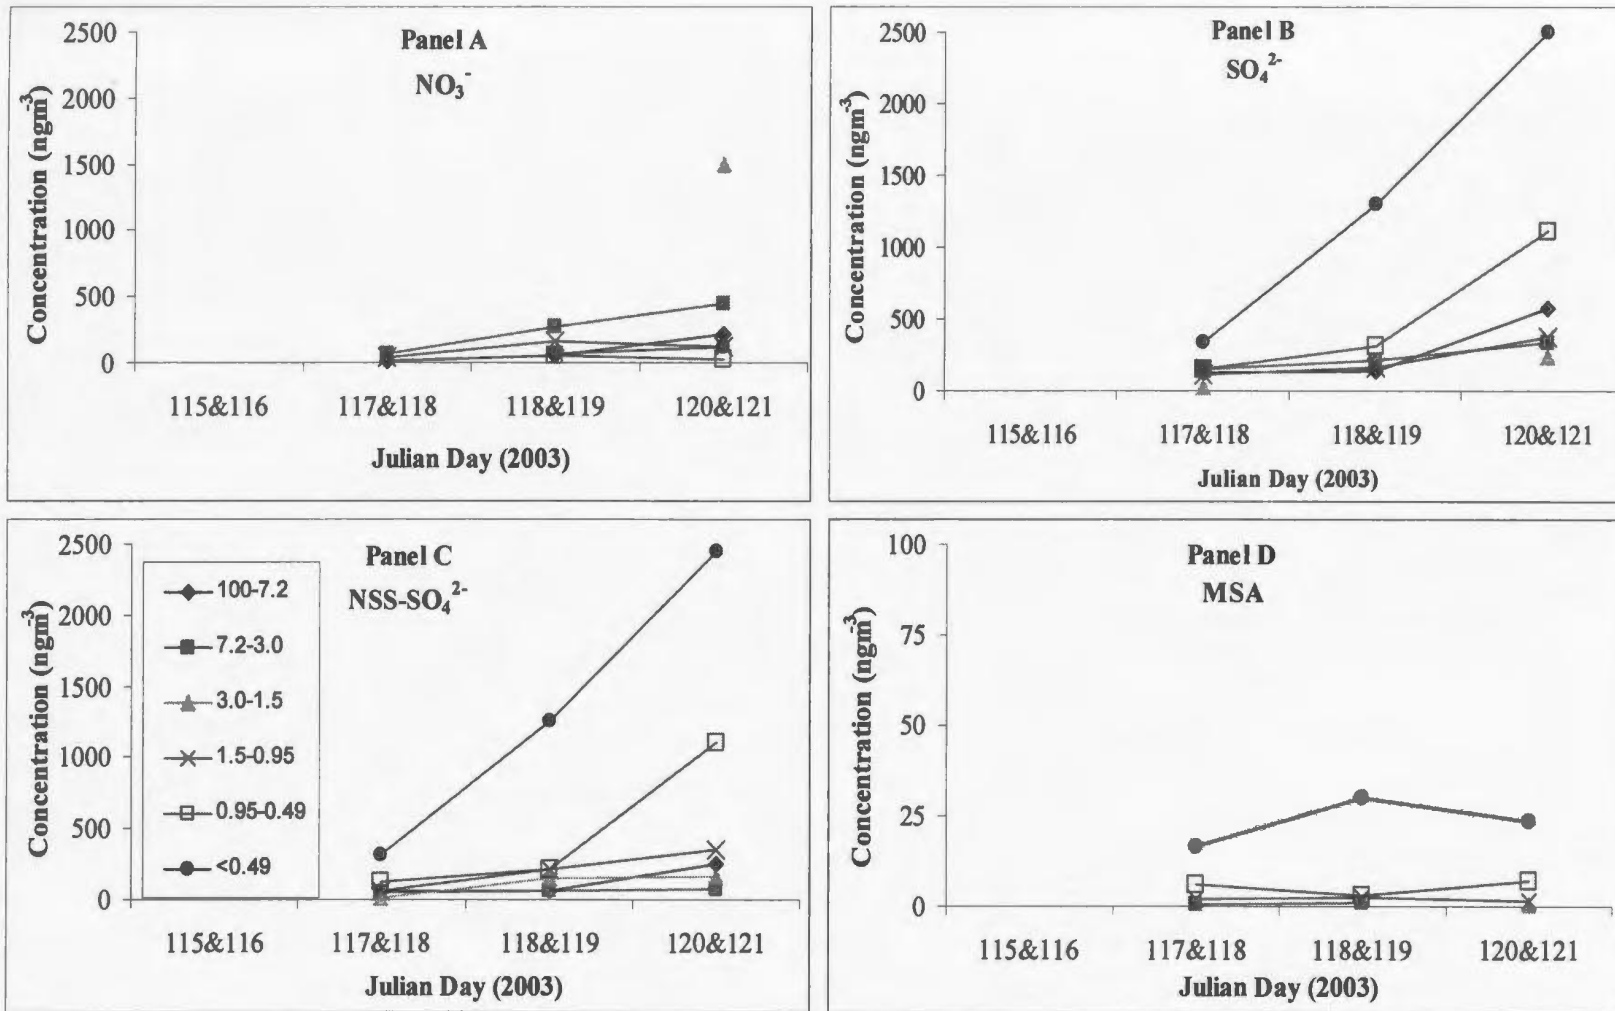 Panel A
NO₃⁻
2500
2000
1500
1000
500
0
Concentration (ngm⁻³)
115&116 117&118 118&119 120&121
Julian Day (2003)
Panel B
SO₄²⁻
2500
2000
1500
1000
500
0
Concentration (ngm⁻³)
115&116 117&118 118&119 120&121
Julian Day (2003)
Panel C
NSS-SO₄²⁻
2500
2000
1500
1000
500
0
Concentration (ngm⁻³)
100-7.2
7.2-3.0
3.0-1.5
1.5-0.95
0.95-0.49
<0.49
115&116 117&118 118&119 120&121
Julian Day (2003)
Panel D
MSA
100
75
50
25
0
Concentration (ngm⁻³)
115&116 117&118 118&119 120&121
Julian Day (2003)